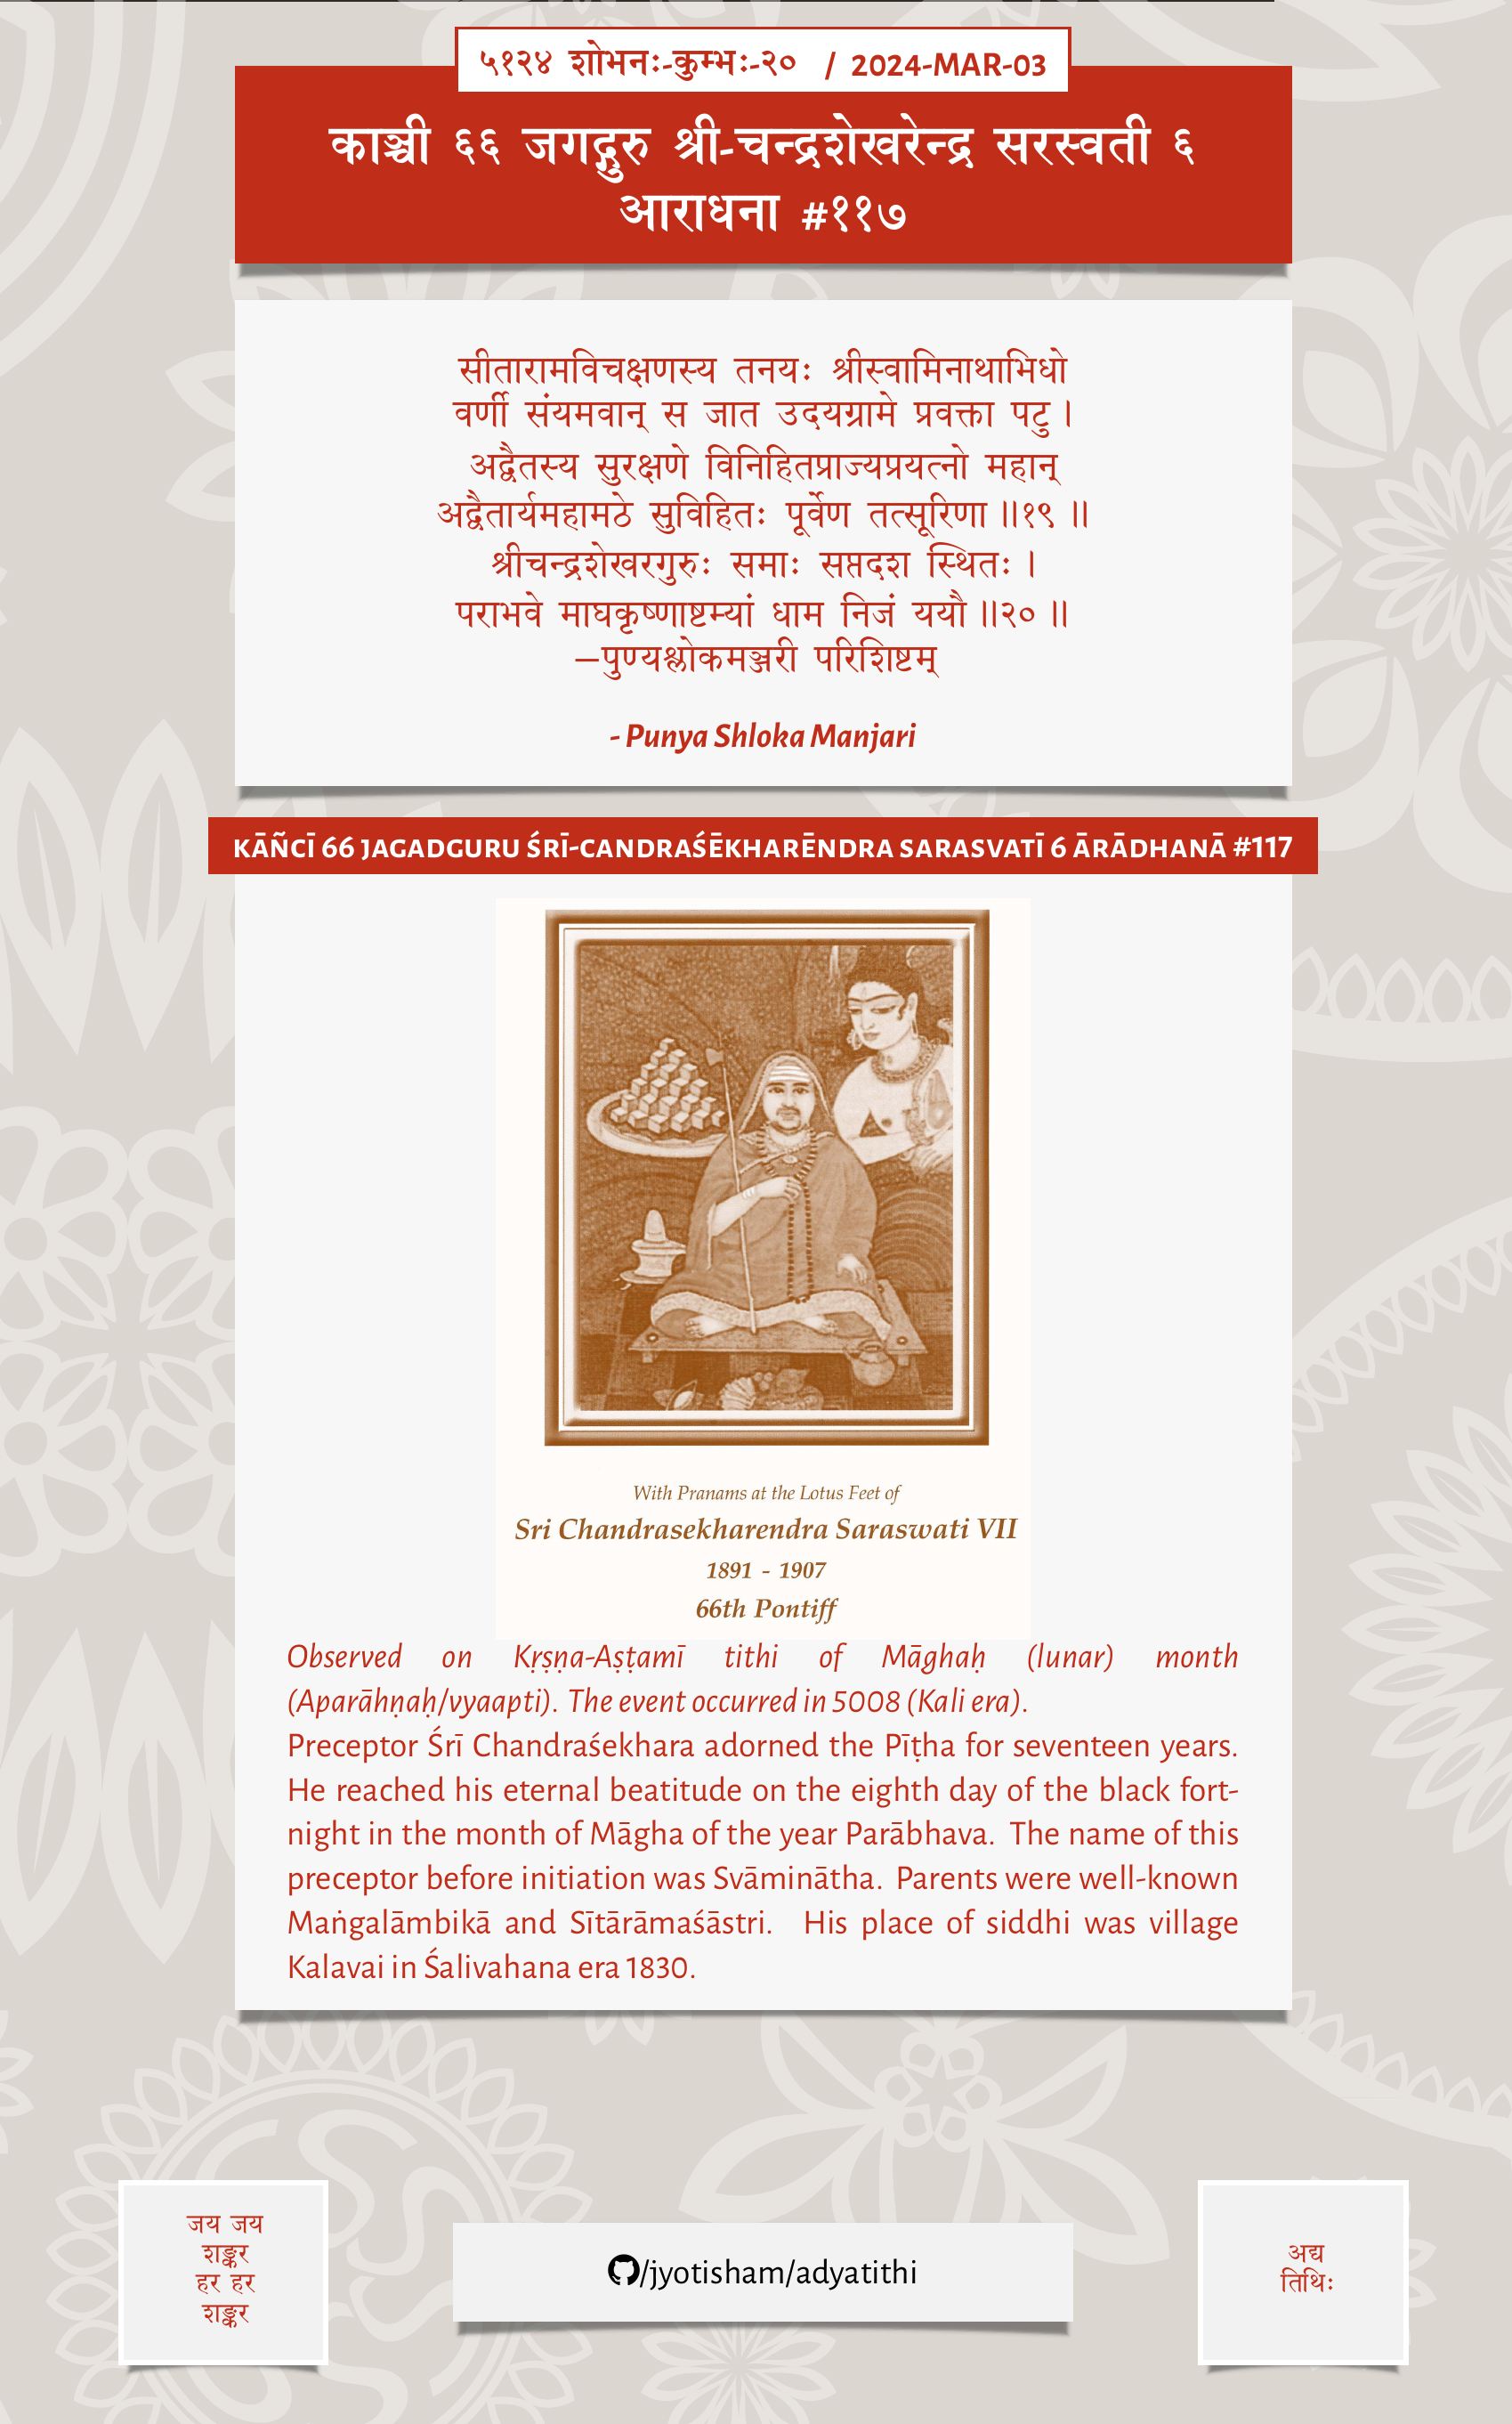 ५१२४ शोभनः-कुम्भः-२० / 2024-MAR-03
काञ्ची ६६ जगद्गुरु श्री-चन्द्रशेखरेन्द्र सरस्वती ६
आराधना #११७
सीतारामविचक्षणस्य तनयः श्रीस्वामिनाथाभिधो
वर्णी संयमवान् स जात उदयग्रामे प्रवक्ता पटु।
अद्वैतस्य सुरक्षणे विनिहितप्राज्यप्रयत्नो महान्
अद्वैतार्यमहामठे सुविहितः पूर्वेण तत्सूरिणा॥१९॥
श्रीचन्द्रशेखरगुरुः समाः सप्तदश स्थितः।
पराभवे माघकृष्णाष्टम्यां धाम निजं ययौ॥२०॥
—पुण्यश्लोकमञ्जरी परिशिष्टम्
- Punya Shloka Manjari
KĀÑCĪ 66 JAGADGURU ŚRĪ-CANDRAŚĒKHARĒNDRA SARASVATĪ 6 ĀRĀDHANĀ #117
With Pranams at the Lotus Feet of
Sri Chandrasekharendra Saraswati VII
1891 - 1907
66th Pontiff
Observed on Kṛṣṇa-Aṣṭamī tithi of Māghaḥ (lunar) month
(Aparāhṇaḥ/vyaapti). The event occurred in 5008 (Kali era).
Preceptor Śrī Chandraśekhara adorned the Pīṭha for seventeen years.
He reached his eternal beatitude on the eighth day of the black fort-
night in the month of Māgha of the year Parābhava. The name of this
preceptor before initiation was Svāminātha. Parents were well-known
Maṅgalāmbikā and Sītārāmaśāstri. His place of siddhi was village
Kalavai in Śalivahana era 1830.
जय जय
शङ्कर
हर हर
शङ्कर
/jyotisham/adyatithi
अद्य
तिथिः